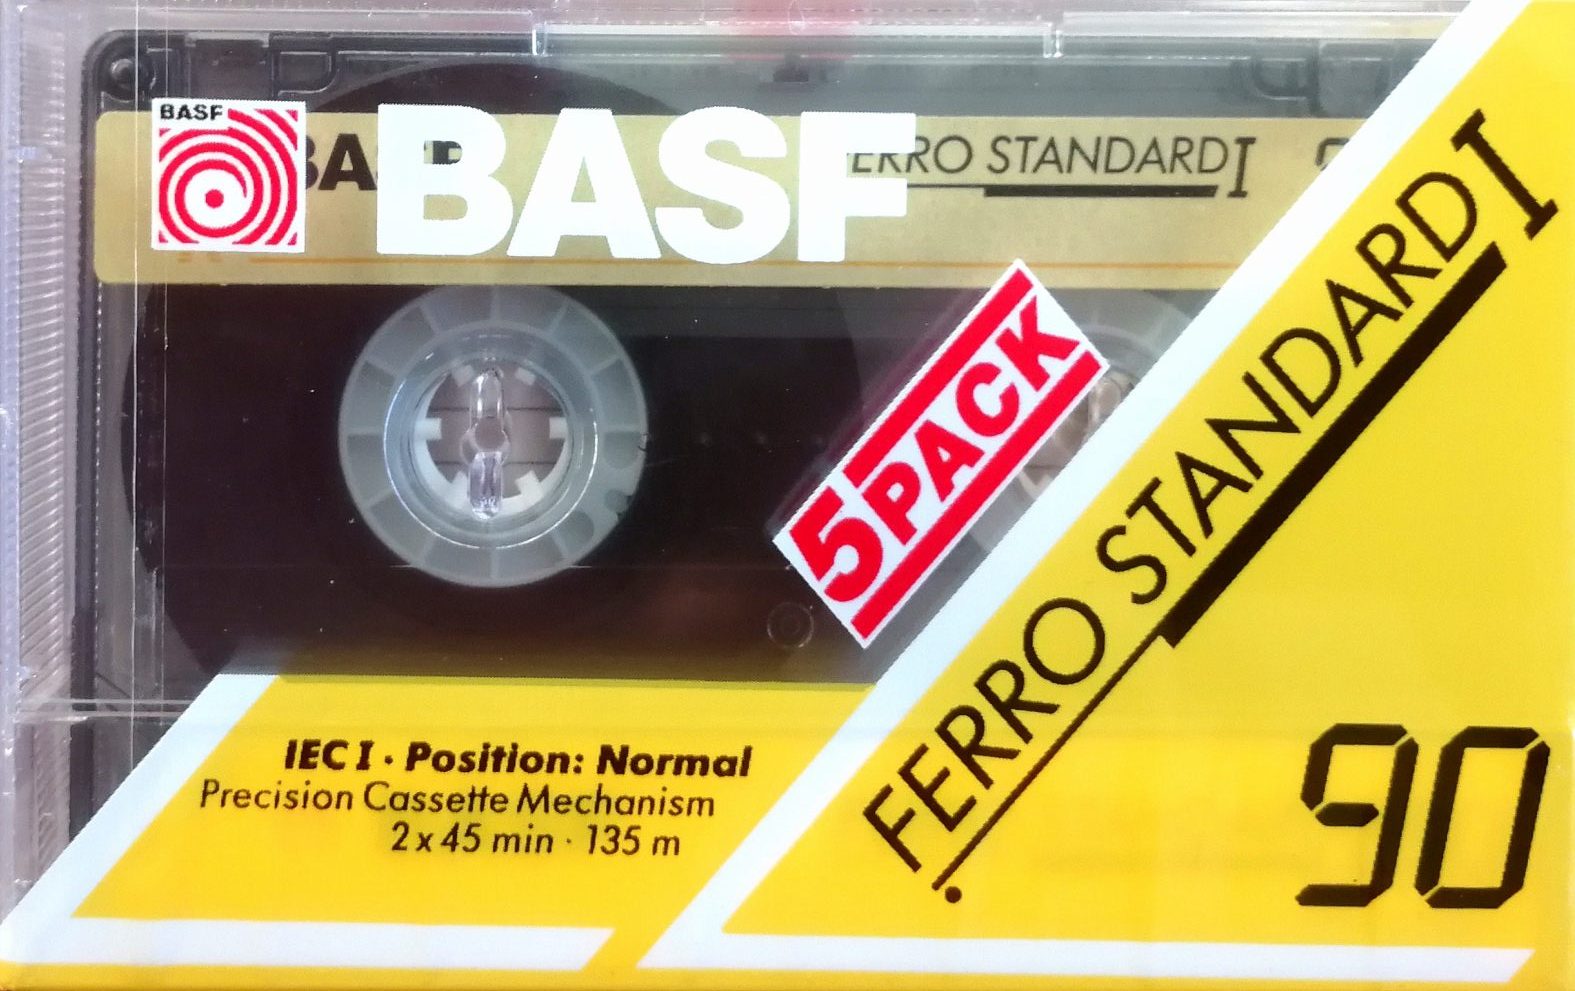 BASF
BASF
FERRO STANDARD I
5 PACK
FERRO STANDARD I
IEC I · Position: Normal
Precision Cassette Mechanism
2 x 45 min · 135 m
90